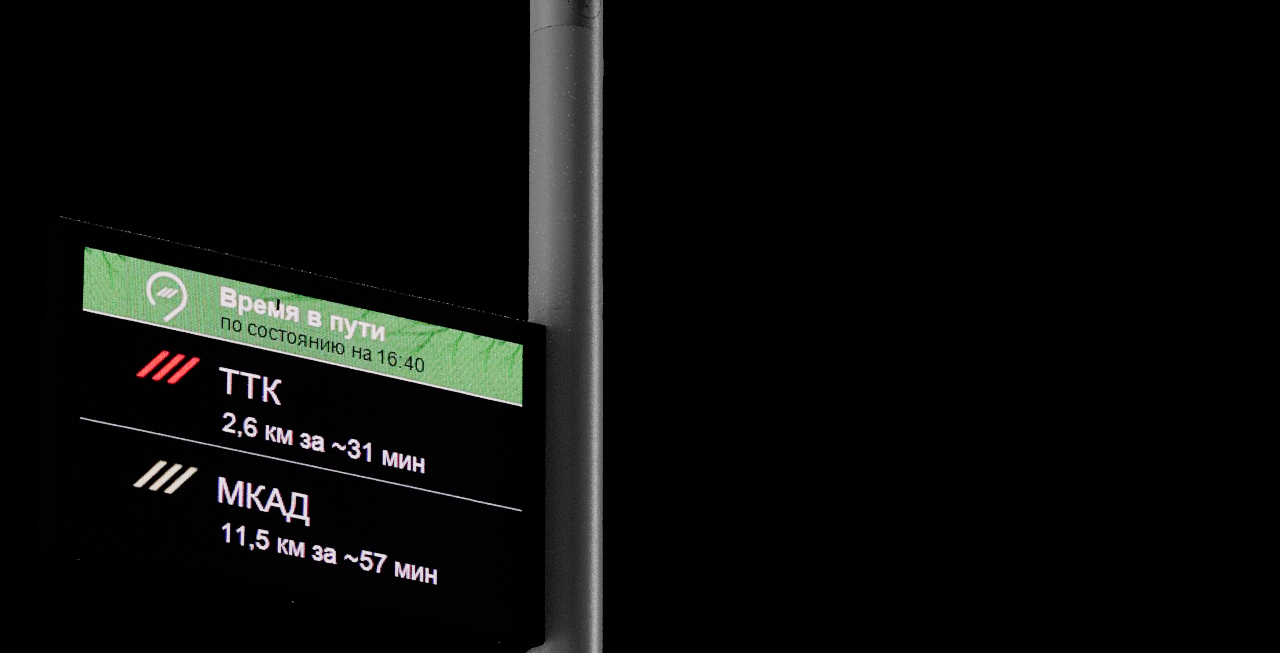 Время в пути
по состоянию на 16:40
ТТК
2,6 км за ~31 мин
МКАД
11,5 км за ~57 мин